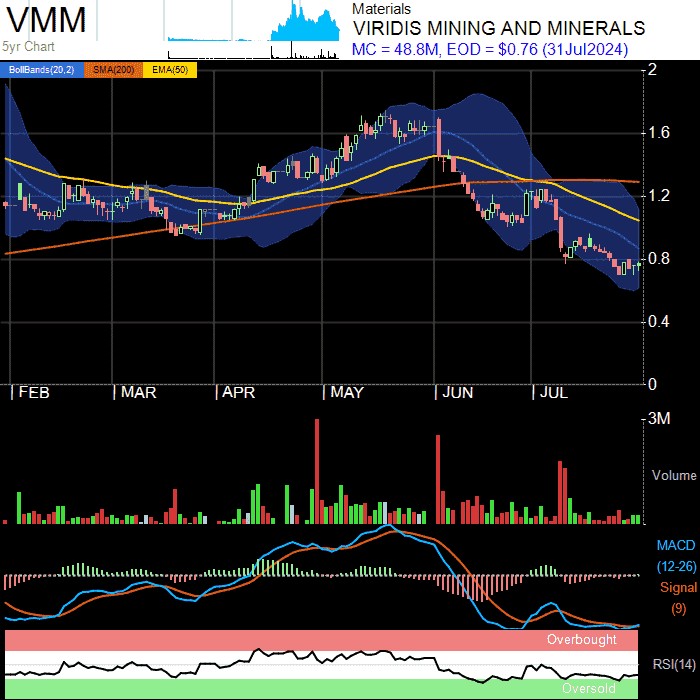 VMM
5yr Chart
Materials
VIRIDIS MINING AND MINERALS
MC = 48.8M, EOD = $0.76 (31Jul2024)
BollBands(20,2) SMA(200) EMA(50)
2
1.6
1.2
0.8
0.4
0
FEB MAR APR MAY JUN JUL
3M
Volume
MACD
(12-26)
Signal
(9)
Overbought
RSI(14)
Oversold